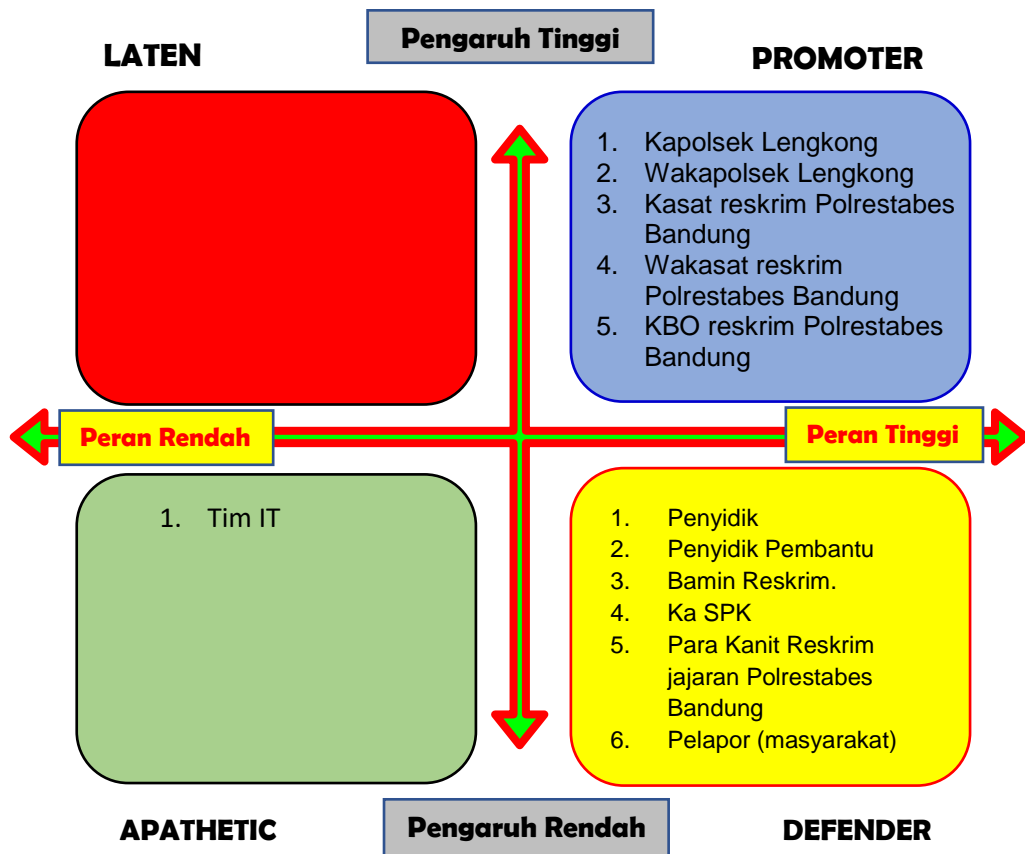 LATEN
Pengaruh Tinggi
PROMOTER
1. Kapolsek Lengkong
2. Wakapolsek Lengkong
3. Kasat reskrim Polrestabes
Bandung
4. Wakasat reskrim
Polrestabes Bandung
5. KBO reskrim Polrestabes
Bandung
Peran Rendah
Peran Tinggi
1. Tim IT
1. Penyidik
2. Penyidik Pembantu
3. Bamin Reskrim.
4. Ka SPK
5. Para Kanit Reskrim
jajaran Polrestabes
Bandung
6. Pelapor (masyarakat)
APATHETIC
Pengaruh Rendah
DEFENDER